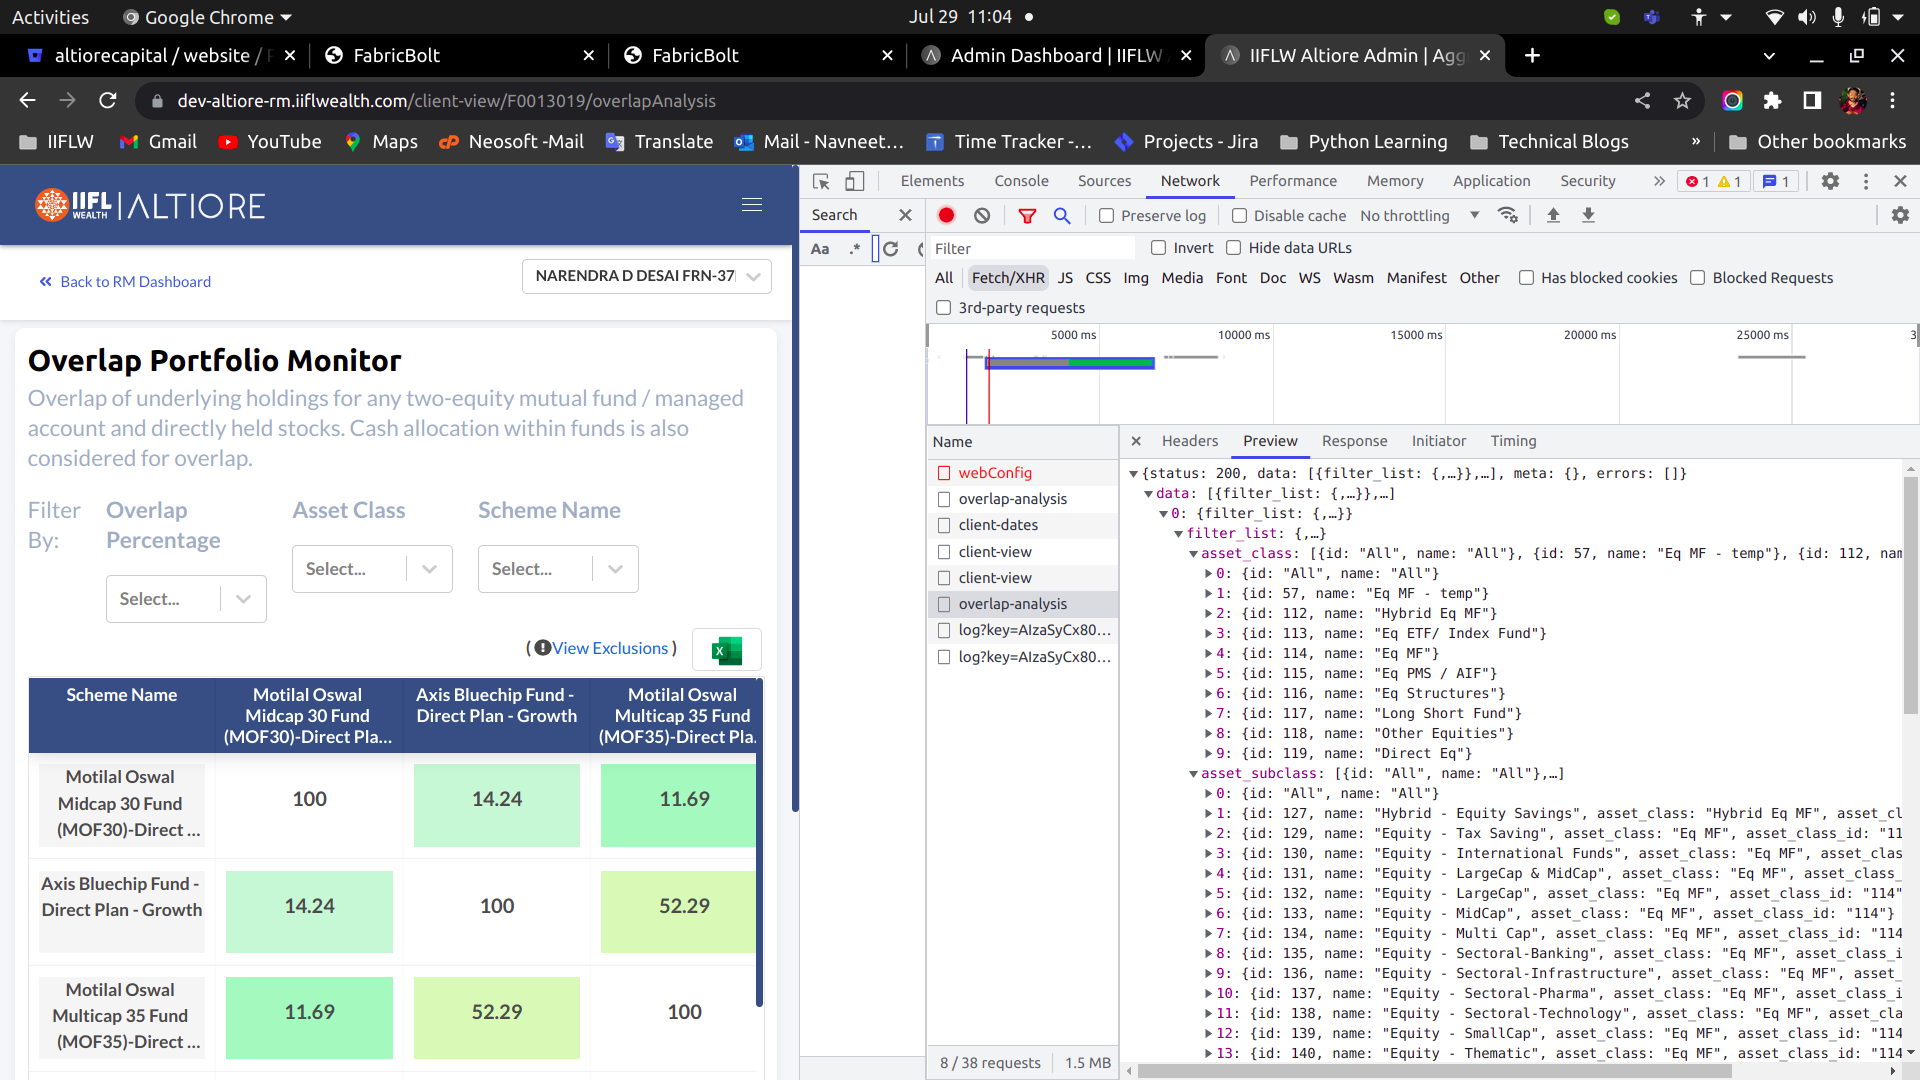 Activities
Google Chrome
Jul 29 11:04
altiorecapital / website /
FabricBolt
FabricBolt
Admin Dashboard | IIFLW
IIFLW Altiore Admin | Agg
dev-altiore-rm.iiflwealth.com/client-view/F0013019/overlapAnalysis
IIFLW
Gmail
YouTube
Maps
Neosoft -Mail
Translate
Mail - Navneet...
Time Tracker -...
Projects - Jira
Python Learning
Technical Blogs
»
Other bookmarks
IIFL WEALTH | ALTIORE
« Back to RM Dashboard
NARENDRA D DESAI FRN-37
Overlap Portfolio Monitor
Overlap of underlying holdings for any two-equity mutual fund / managed
account and directly held stocks. Cash allocation within funds is also
considered for overlap.
Filter By:
Overlap Percentage
Select...
Asset Class
Select...
Scheme Name
Select...
( View Exclusions )
Scheme Name
Motilal Oswal Midcap 30 Fund (MOF30)-Direct Pla...
Axis Bluechip Fund - Direct Plan - Growth
Motilal Oswal Multicap 35 Fund (MOF35)-Direct Pla.
Motilal Oswal Midcap 30 Fund (MOF30)-Direct ...
100
14.24
11.69
Axis Bluechip Fund - Direct Plan - Growth
14.24
100
52.29
Motilal Oswal Multicap 35 Fund (MOF35)-Direct ...
11.69
52.29
100
Elements
Console
Sources
Network
Performance
Memory
Application
Security
»
1
1
1
Search
Preserve log
Disable cache
No throttling
Aa
.*
Filter
Invert
Hide data URLs
All
Fetch/XHR
JS
CSS
Img
Media
Font
Doc
WS
Wasm
Manifest
Other
Has blocked cookies
Blocked Requests
3rd-party requests
5000 ms
10000 ms
15000 ms
20000 ms
25000 ms
3
Name
webConfig
overlap-analysis
client-dates
client-view
client-view
overlap-analysis
log?key=AIzaSyCx80...
log?key=AIzaSyCx80...
8 / 38 requests
1.5 MB
Headers
Preview
Response
Initiator
Timing
{status: 200, data: [{filter_list: {,…}},…], meta: {}, errors: []}
data: [{filter_list: {,…}},…]
0: {filter_list: {,…}}
filter_list: {,…}
asset_class: [{id: "All", name: "All"}, {id: 57, name: "Eq MF - temp"}, {id: 112, nam
0: {id: "All", name: "All"}
1: {id: 57, name: "Eq MF - temp"}
2: {id: 112, name: "Hybrid Eq MF"}
3: {id: 113, name: "Eq ETF/ Index Fund"}
4: {id: 114, name: "Eq MF"}
5: {id: 115, name: "Eq PMS / AIF"}
6: {id: 116, name: "Eq Structures"}
7: {id: 117, name: "Long Short Fund"}
8: {id: 118, name: "Other Equities"}
9: {id: 119, name: "Direct Eq"}
asset_subclass: [{id: "All", name: "All"},…]
0: {id: "All", name: "All"}
1: {id: 127, name: "Hybrid - Equity Savings", asset_class: "Hybrid Eq MF", asset_cl
2: {id: 129, name: "Equity - Tax Saving", asset_class: "Eq MF", asset_class_id: "11
3: {id: 130, name: "Equity - International Funds", asset_class: "Eq MF", asset_clas
4: {id: 131, name: "Equity - LargeCap & MidCap", asset_class: "Eq MF", asset_class_
5: {id: 132, name: "Equity - LargeCap", asset_class: "Eq MF", asset_class_id: "114"
6: {id: 133, name: "Equity - MidCap", asset_class: "Eq MF", asset_class_id: "114"}
7: {id: 134, name: "Equity - Multi Cap", asset_class: "Eq MF", asset_class_id: "114
8: {id: 135, name: "Equity - Sectoral-Banking", asset_class: "Eq MF", asset_class_i
9: {id: 136, name: "Equity - Sectoral-Infrastructure", asset_class: "Eq MF", asset_
10: {id: 137, name: "Equity - Sectoral-Pharma", asset_class: "Eq MF", asset_class_i
11: {id: 138, name: "Equity - Sectoral-Technology", asset_class: "Eq MF", asset_cla
12: {id: 139, name: "Equity - SmallCap", asset_class: "Eq MF", asset_class_id: "114
13: {id: 140, name: "Equity - Thematic", asset_class: "Eq MF", asset_class_id: "114